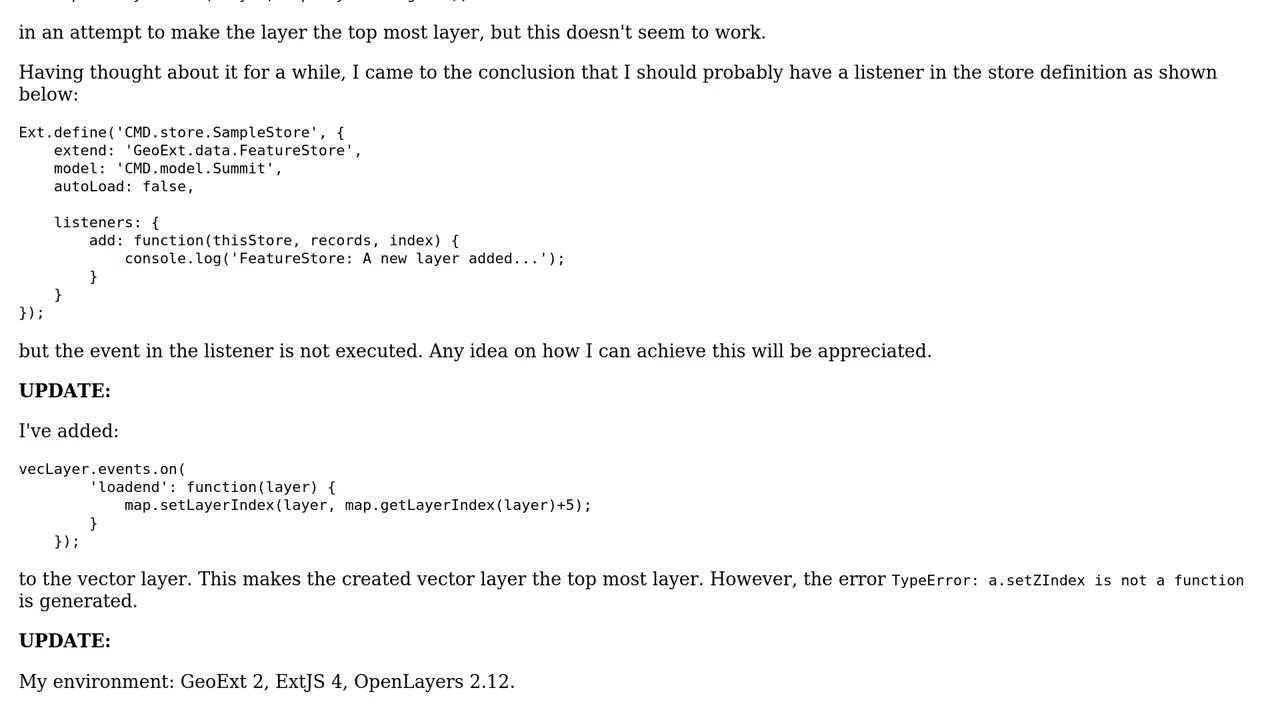 in an attempt to make the layer the top most layer, but this doesn't seem to work.
Having thought about it for a while, I came to the conclusion that I should probably have a listener in the store definition as shown
below:
Ext.define('CMD.store.SampleStore', {
    extend: 'GeoExt.data.FeatureStore',
    model: 'CMD.model.Summit',
    autoLoad: false,
    listeners: {
        add: function(thisStore, records, index) {
            console.log('FeatureStore: A new layer added...');
        }
    }
});
but the event in the listener is not executed. Any idea on how I can achieve this will be appreciated.
UPDATE:
I've added:
vecLayer.events.on(
        'loadend': function(layer) {
            map.setLayerIndex(layer, map.getLayerIndex(layer)+5);
        }
    });
to the vector layer. This makes the created vector layer the top most layer. However, the error TypeError: a.setZIndex is not a function
is generated.
UPDATE:
My environment: GeoExt 2, ExtJS 4, OpenLayers 2.12.